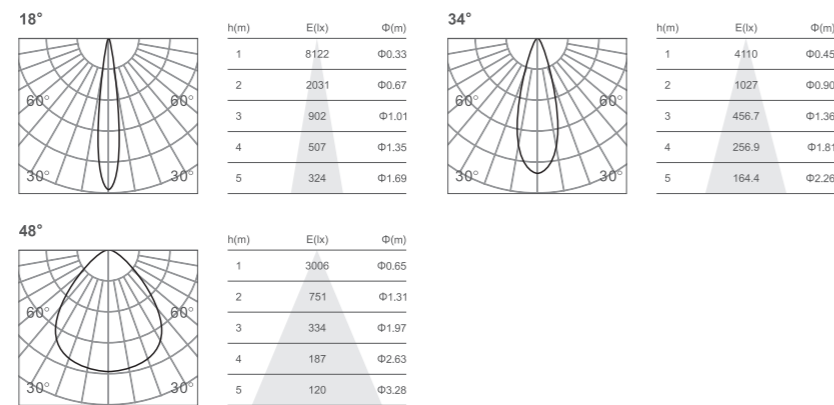 18°
60° 60°
30° 30°
h(m) E(lx) Φ(m)
1 8122 Φ0.33
2 2031 Φ0.67
3 902 Φ1.01
4 507 Φ1.35
5 324 Φ1.69
34°
60° 60°
30° 30°
h(m) E(lx) Φ(m)
1 4110 Φ0.45
2 1027 Φ0.90
3 456.7 Φ1.36
4 256.9 Φ1.81
5 164.4 Φ2.26
48°
60° 60°
30° 30°
h(m) E(lx) Φ(m)
1 3006 Φ0.65
2 751 Φ1.31
3 334 Φ1.97
4 187 Φ2.63
5 120 Φ3.28